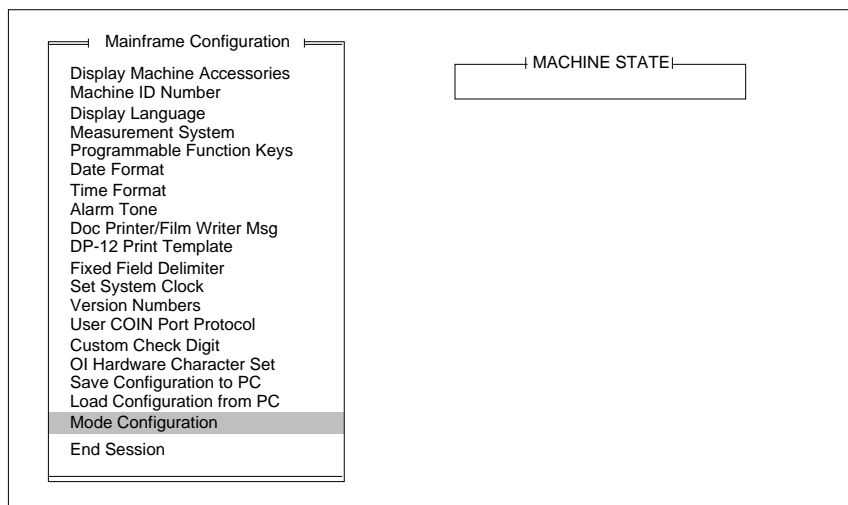 Mainframe Configuration
Display Machine Accessories
Machine ID Number
Display Language
Measurement System
Programmable Function Keys
Date Format
Time Format
Alarm Tone
Doc Printer/Film Writer Msg
DP-12 Print Template
Fixed Field Delimiter
Set System Clock
Version Numbers
User COIN Port Protocol
Custom Check Digit
OI Hardware Character Set
Save Configuration to PC
Load Configuration from PC
Mode Configuration
End Session
MACHINE STATE